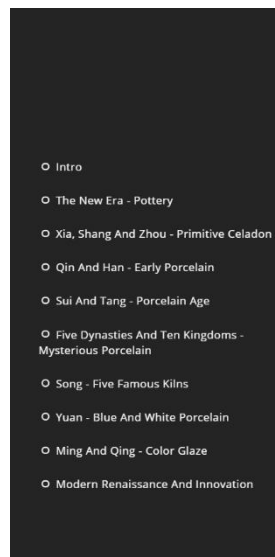 Intro
The New Era - Pottery
Xia, Shang And Zhou - Primitive Celadon
Qin And Han - Early Porcelain
Sui And Tang - Porcelain Age
Five Dynasties And Ten Kingdoms -
Mysterious Porcelain
Song - Five Famous Kilns
Yuan - Blue And White Porcelain
Ming And Qing - Color Glaze
Modern Renaissance And Innovation